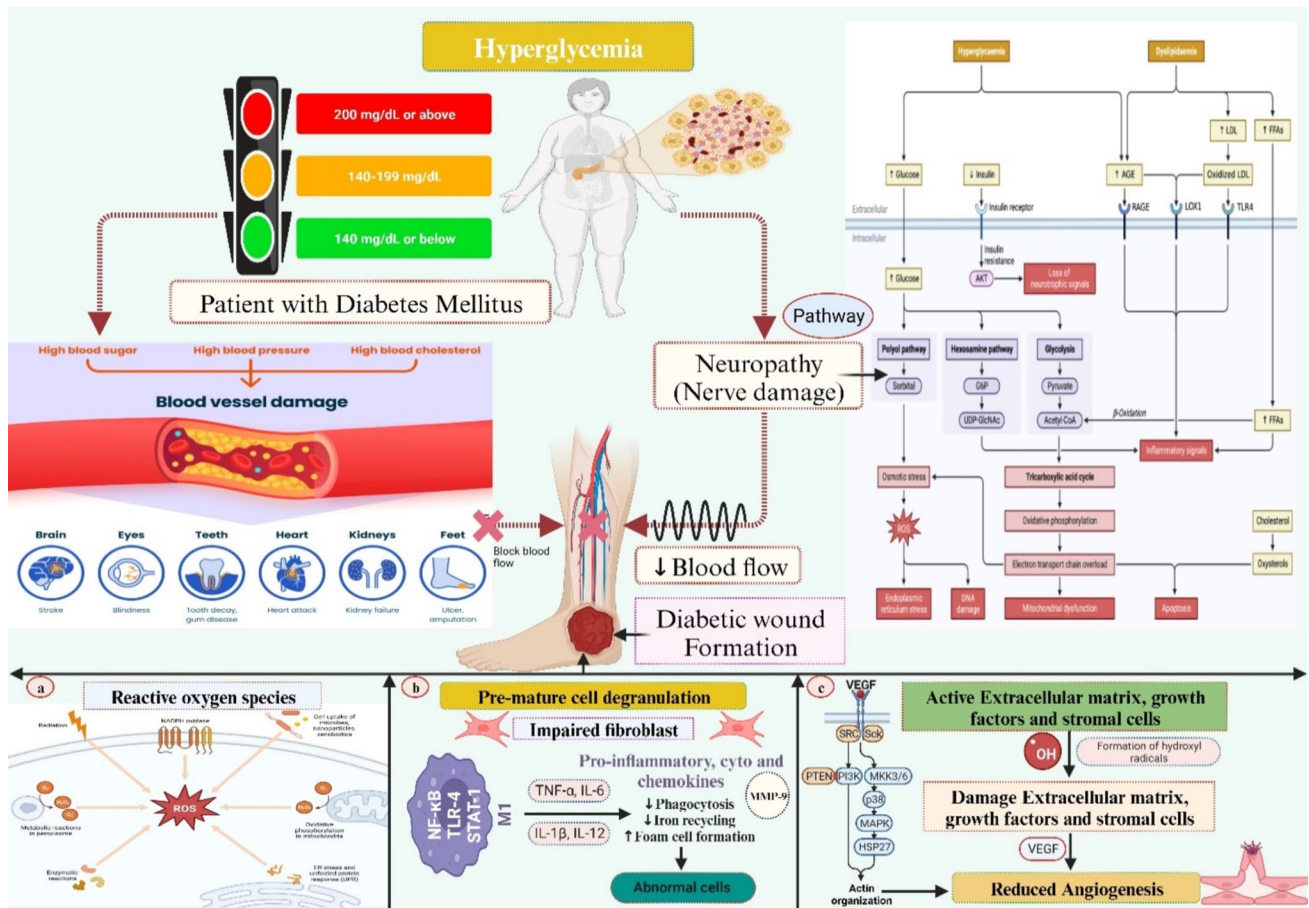 Hyperglycemia
200 mg/dL or above
140-199 mg/dL
140 mg/dL or below
Patient with Diabetes Mellitus
High blood sugar
High blood pressure
High blood cholesterol
Blood vessel damage
Brain
Eyes
Teeth
Heart
Kidneys
Feet
Stroke
Blindness
Tooth decay,
gum disease
Heart attack
Kidney failure
Ulcer,
amputation
Block blood
flow
Neuropathy
(Nerve damage)
Pathway
↓ Blood flow
Diabetic wound
Formation
Hyperglycaemia
Dyslipidaemia
↑ LDL
↑ FFAs
↑ Glucose
↓ Insulin
↑ AGE
Oxidized LDL
Extracellular
Insulin receptor
RAGE
LOX1
TLR4
Intracellular
↑ Glucose
Insulin
resistance
AKT
Loss of
neurotrophic signals
Polyol pathway
Hexosamine pathway
Glycolysis
Sorbital
G6P
Pyruvate
UDP-GlcNAc
Acetyl-CoA
β-Oxidation
↑ FFAs
Inflammatory signals
Osmotic stress
Tricarboxylic acid cycle
ROS
Oxidative phosphorylation
Cholesterol
Electron transport chain overload
Oxysterols
Endoplasmic
reticulum stress
DNA
damage
Mitochondrial dysfunction
Apoptosis
a
Reactive oxygen species
Radiation
NADPH oxidase
Cell uptake of
microbes,
nanoparticles,
xenobiotics
ROS
O₂
H₂O₂
Metabolic reactions
in peroxisomes
O₂
H₂O₂
Oxidative
phosphorylation
in mitochondria
Enzymatic
reactions
ER stress and
unfolded protein
response (UPR)
b
Pre-mature cell degranulation
Impaired fibroblast
NF-κB
TLR-4
STAT-1
M1
TNF-α, IL-6
IL-1β, IL-12
Pro-inflammatory, cyto and
chemokines
↓ Phagocytosis
↓ Iron recycling
↑ Foam cell formation
MMP-9
Abnormal cells
c
VEGF
SRC
Sck
PTEN
PI3K
MKK3/6
p38
MAPK
HSP27
Actin
organization
Active Extracellular matrix, growth
factors and stromal cells
OH
Formation of hydroxyl
radicals
Damage Extracellular matrix,
growth factors and stromal cells
VEGF
Reduced Angiogenesis